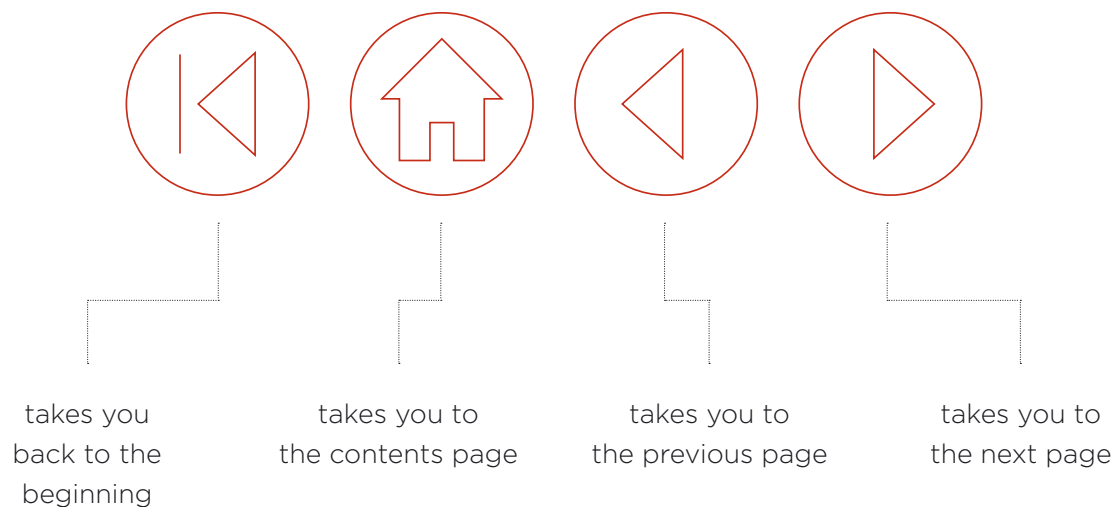 takes you
back to the
beginning
takes you to
the contents page
takes you to
the previous page
takes you to
the next page